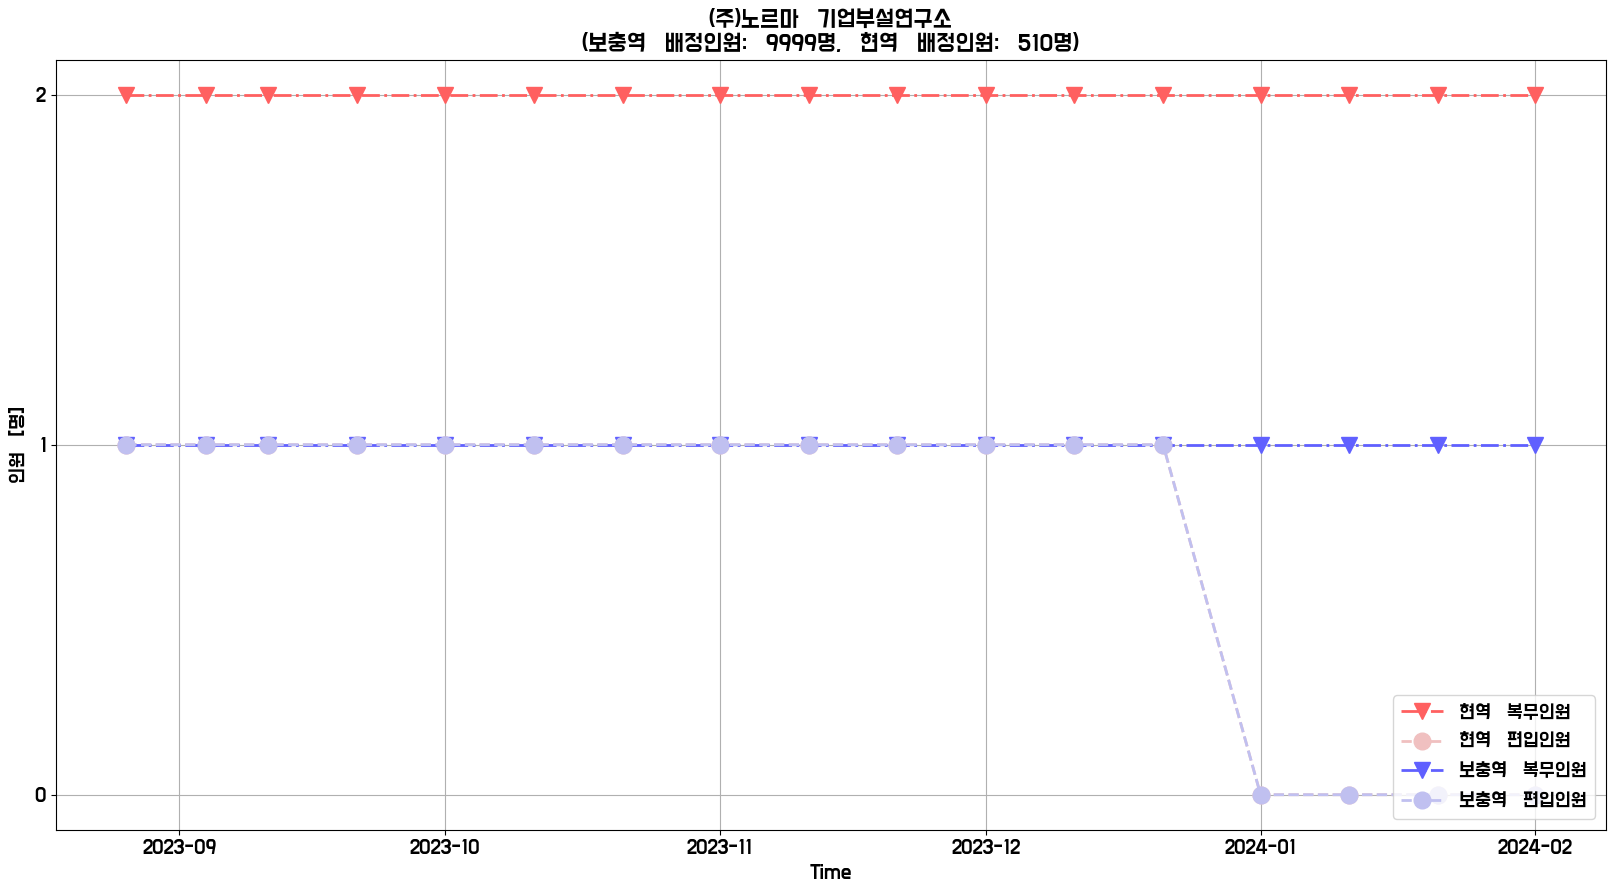 (주)노르마 기업부설연구소
(보충역 배정인원: 9999명, 현역 배정인원: 510명)
2
1
0
인원 [명]
2023-09
2023-10
2023-11
2023-12
2024-01
2024-02
Time
현역 복무인원
현역 편입인원
보충역 복무인원
보충역 편입인원